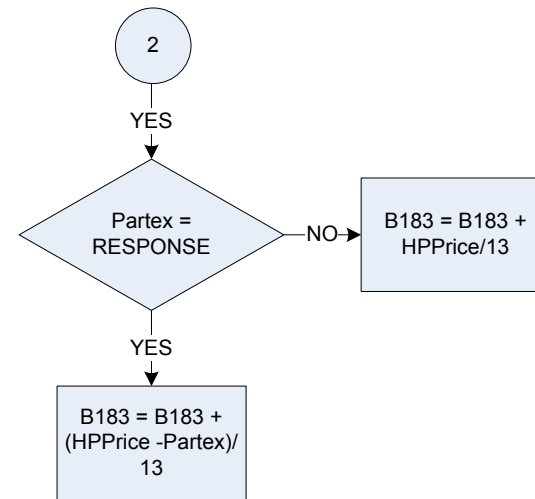 2
YES
Partex =
RESPONSE
NO
B183 = B183 +
HPPrice/13
YES
B183 = B183 +
(HPPrice -Partex)/
13